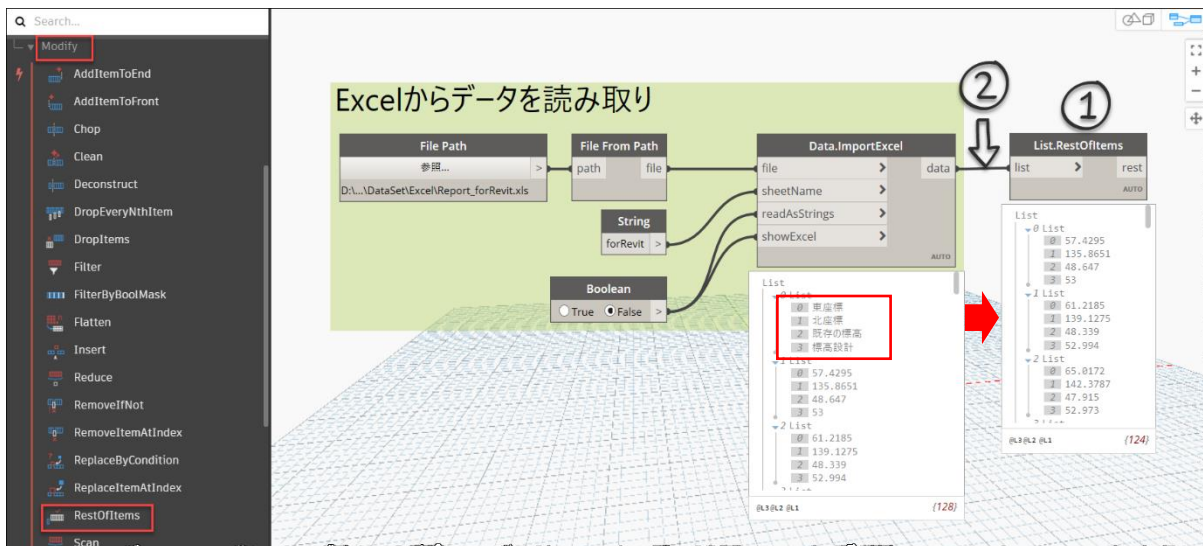 Search...
Modify
AddItemToEnd
AddItemToFront
Chop
Clean
Deconstruct
DropEveryNthItem
DropItems
Filter
FilterByBoolMask
Flatten
Insert
Reduce
RemoveIfNot
RemoveItemAtIndex
ReplaceByCondition
ReplaceItemAtIndex
RestOfItems
Scan
Excelからデータを読み取り
File Path
参照... >
D:\...\DataSet\Excel\Report_forRevit.xls
File From Path
path file
String
forRevit >
Boolean
True False >
Data.ImportExcel
file > data
sheetName >
readAsStrings >
showExcel >
AUTO
List
0 List
0 東座標
1 北座標
2 既存の標高
3 標高設計
1 List
0 57.4295
1 135.8651
2 48.647
3 53
2 List
0 61.2185
1 139.1275
2 48.339
3 52.994
@L3 @L2 @L1 {128}
②
①
List.RestOfItems
list > rest
AUTO
List
0 List
0 57.4295
1 135.8651
2 48.647
3 53
1 List
0 61.2185
1 139.1275
2 48.339
3 52.994
2 List
0 65.0172
1 142.3787
2 47.915
3 52.973
@L3 @L2 @L1 {124}